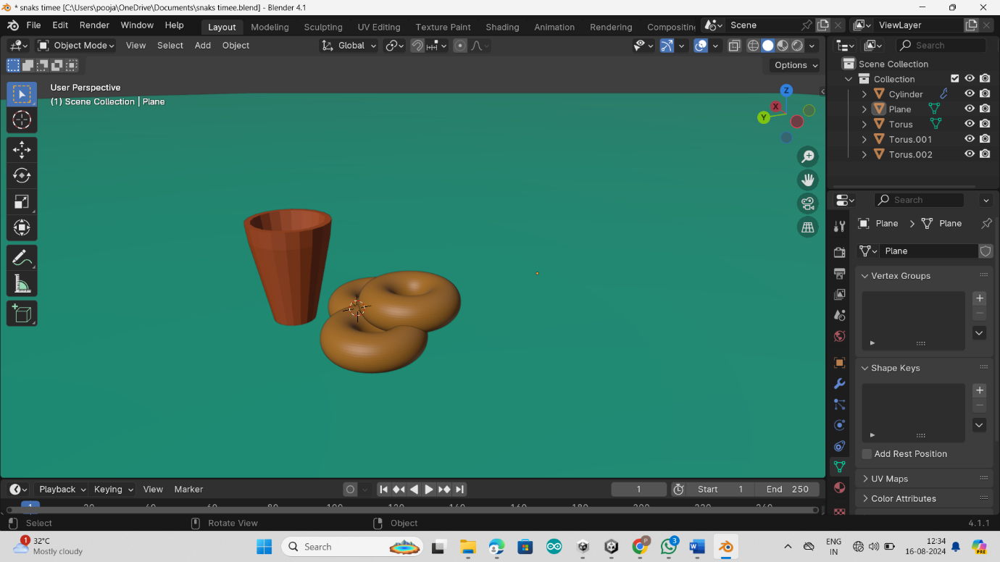 * snaks timee [C:\Users\pooja\OneDrive\Documents\snaks timee.blend] - Blender 4.1
File Edit Render Window Help Layout Modeling Sculpting UV Editing Texture Paint Shading Animation Rendering Compositing Scene ViewLayer
Object Mode View Select Add Object Global Search
Options
Scene Collection
User Perspective
(1) Scene Collection | Plane
Collection
Cylinder
Plane
Torus
Torus.001
Torus.002
Z
X
Y
Search
Plane > Plane
Plane
Vertex Groups
Shape Keys
Add Rest Position
UV Maps
Color Attributes
Playback Keying View Marker 1 Start 1 End 250
1 20 40 60 80 100 120 140 160 180 200 220 240
Select Rotate View Object 4.1.1
1 32°C
Mostly cloudy
Search
P
3
PRE
ENG
IN
12:34
16-08-2024